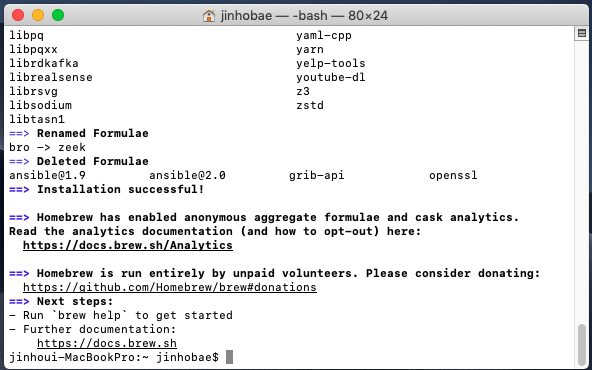 jinhobae — -bash — 80×24
libpq yaml-cpp
libpqxx yarn
librdkafka yelp-tools
librealsense youtube-dl
librsvg z3
libsodium zstd
libtasn1
==> Renamed Formulae
bro -> zeek
==> Deleted Formulae
ansible@1.9 ansible@2.0 grib-api openssl
==> Installation successful!
==> Homebrew has enabled anonymous aggregate formulae and cask analytics.
Read the analytics documentation (and how to opt-out) here:
https://docs.brew.sh/Analytics
==> Homebrew is run entirely by unpaid volunteers. Please consider donating:
https://github.com/Homebrew/brew#donations
==> Next steps:
- Run `brew help` to get started
- Further documentation:
https://docs.brew.sh
jinhoui-MacBookPro:~ jinhobae$